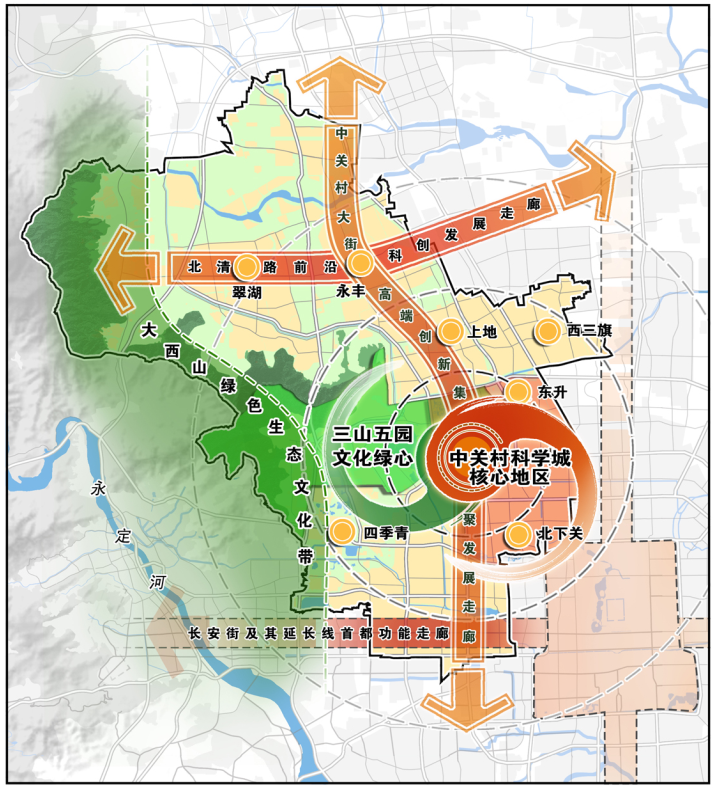 中关村大街高端创新集聚发展走廊
北清路前沿科创发展走廊
翠湖
永丰
上地
西三旗
大西山绿色生态文化带
东升
三山五园
文化绿心
中关村科学城
核心地区
永定河
四季青
北下关
长安街及其延长线首都功能走廊